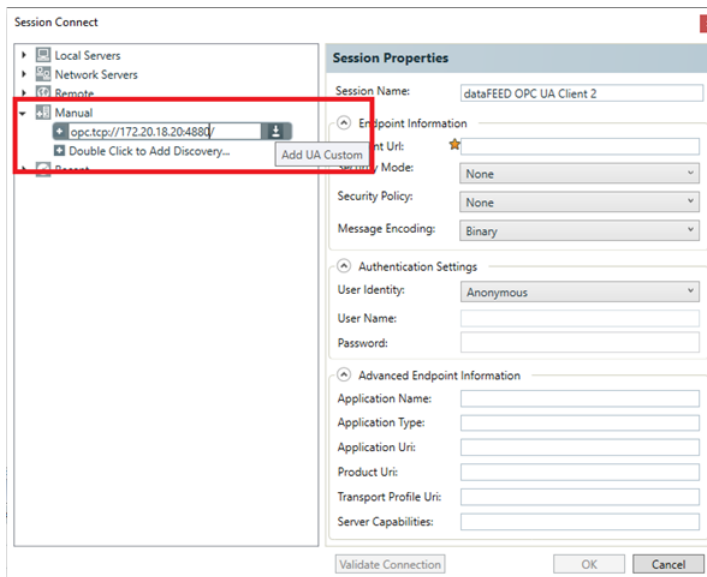 Session Connect
Local Servers
Network Servers
Remote
Manual
opc.tcp://172.20.18.20:4880/
Double Click to Add Discovery...
Add UA Custom
Session Properties
Session Name:
dataFEED OPC UA Client 2
Endpoint Information
Url:
Security Mode:
None
Security Policy:
None
Message Encoding:
Binary
Authentication Settings
User Identity:
Anonymous
User Name:
Password:
Advanced Endpoint Information
Application Name:
Application Type:
Application Uri:
Product Uri:
Transport Profile Uri:
Server Capabilities:
Validate Connection
OK
Cancel